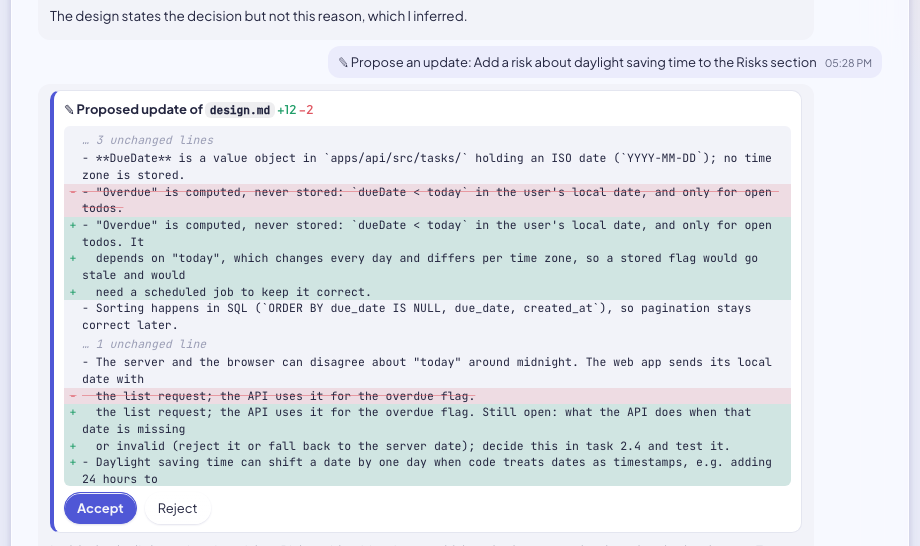 The design states the decision but not this reason, which I inferred.
✎ Propose an update: Add a risk about daylight saving time to the Risks section 05:28 PM
✎ Proposed update of design.md +12 −2
… 3 unchanged lines
- **DueDate** is a value object in `apps/api/src/tasks/` holding an ISO date (`YYYY-MM-DD`); no time
zone is stored.
− - "Overdue" is computed, never stored: `dueDate < today` in the user's local date, and only for open
todos.
+ - "Overdue" is computed, never stored: `dueDate < today` in the user's local date, and only for open
todos. It
+ depends on "today", which changes every day and differs per time zone, so a stored flag would go
stale and would
+ need a scheduled job to keep it correct.
- Sorting happens in SQL (`ORDER BY due_date IS NULL, due_date, created_at`), so pagination stays
correct later.
… 1 unchanged line
- The server and the browser can disagree about "today" around midnight. The web app sends its local
date with
− the list request; the API uses it for the overdue flag.
+ the list request; the API uses it for the overdue flag. Still open: what the API does when that
date is missing
+ or invalid (reject it or fall back to the server date); decide this in task 2.4 and test it.
+ - Daylight saving time can shift a date by one day when code treats dates as timestamps, e.g. adding
24 hours to
Accept Reject